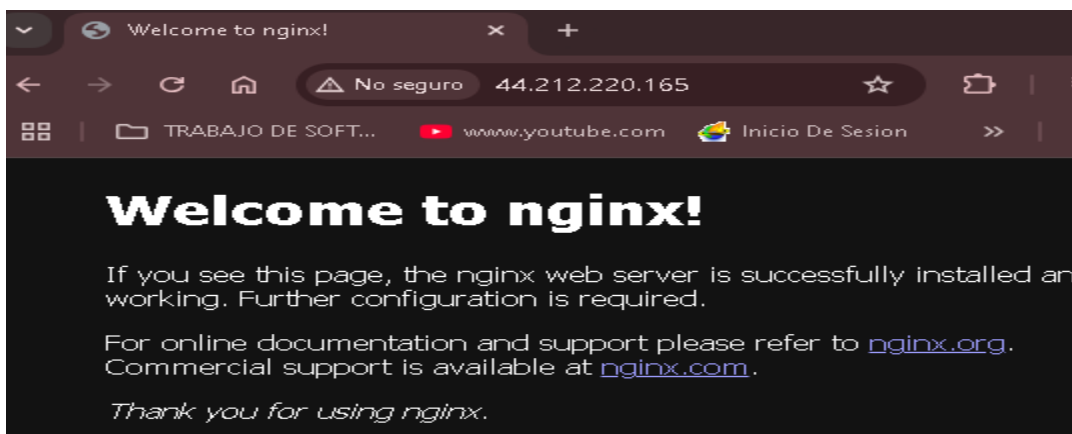 Welcome to nginx!
No seguro 44.212.220.165
TRABAJO DE SOFT... www.youtube.com Inicio De Sesion
Welcome to nginx!
If you see this page, the nginx web server is successfully installed an
working. Further configuration is required.
For online documentation and support please refer to nginx.org.
Commercial support is available at nginx.com.
Thank you for using nginx.